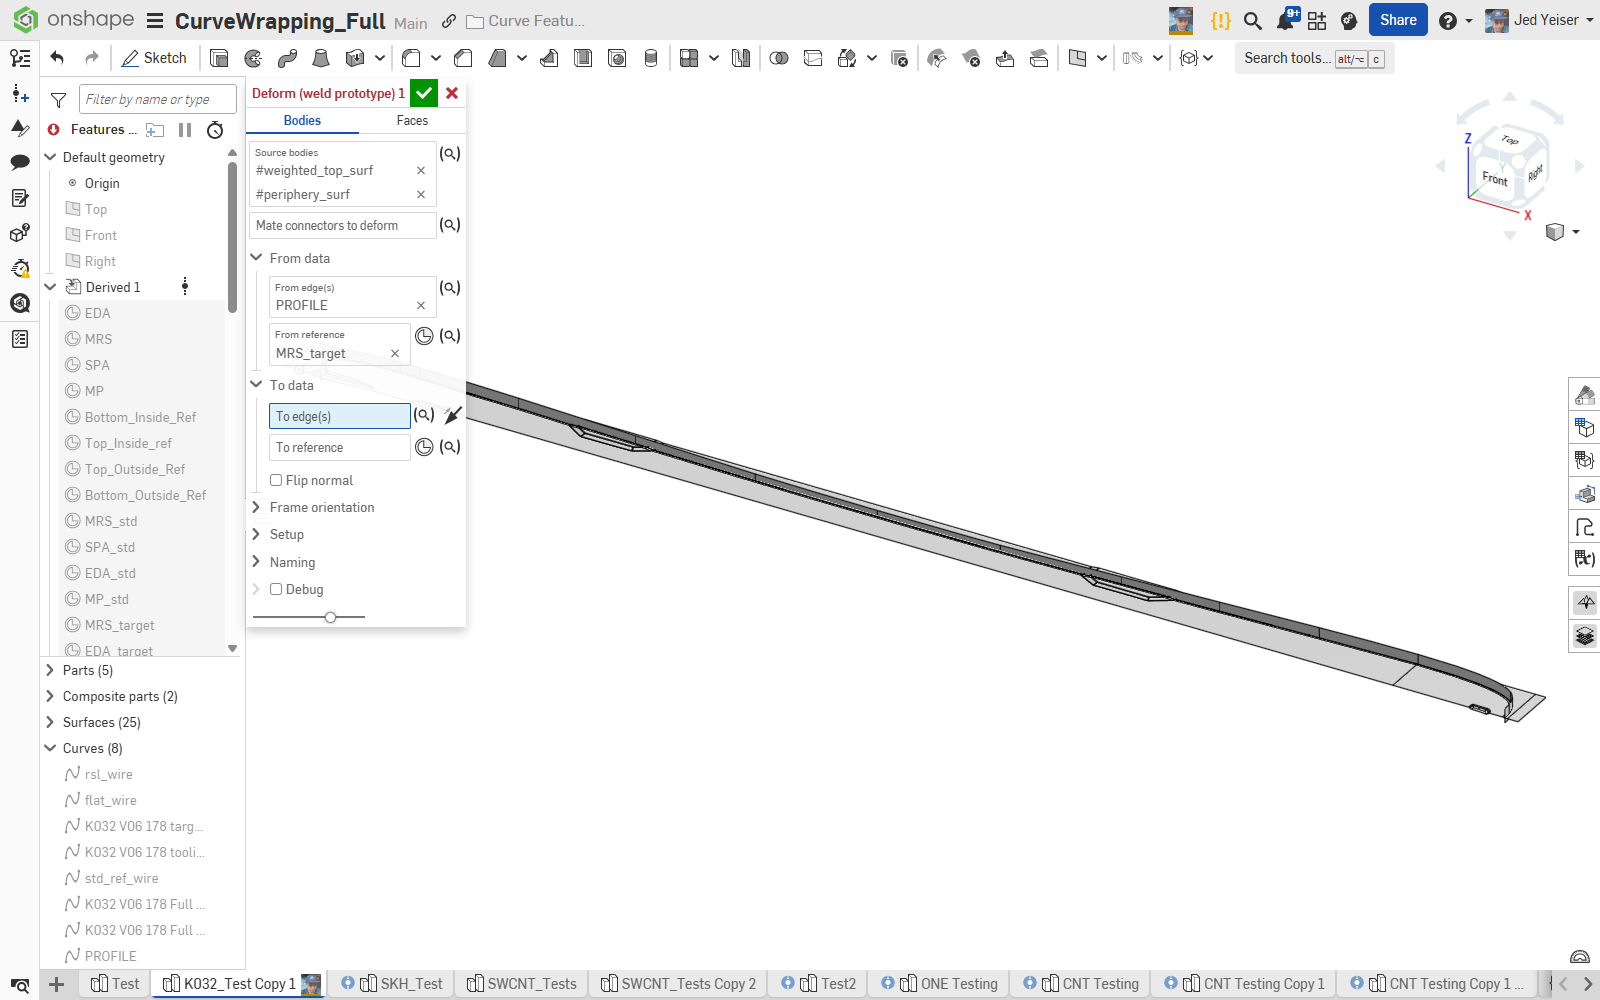 onshape
CurveWrapping_Full Main Curve Featu...
9+
Share
Jed Yeiser
Sketch
Search tools... alt/⌥ c
Filter by name or type
Features ...
Default geometry
Origin
Top
Front
Right
Derived 1
EDA
MRS
SPA
MP
Bottom_Inside_Ref
Top_Inside_ref
Top_Outside_Ref
Bottom_Outside_Ref
MRS_std
SPA_std
EDA_std
MP_std
MRS_target
EDA_target
Parts (5)
Composite parts (2)
Surfaces (25)
Curves (8)
rsl_wire
flat_wire
K032 V06 178 targ...
K032 V06 178 tooli...
std_ref_wire
K032 V06 178 Full ...
K032 V06 178 Full ...
PROFILE
Deform (weld prototype) 1
Bodies Faces
Source bodies
#weighted_top_surf
#periphery_surf
Mate connectors to deform
From data
From edge(s)
PROFILE
From reference
MRS_target
To data
To edge(s)
To reference
Flip normal
Frame orientation
Setup
Naming
Debug
Z
Top
Y
Front
Right
X
Test
K032_Test Copy 1
SKH_Test
SWCNT_Tests
SWCNT_Tests Copy 2
Test2
ONE Testing
CNT Testing
CNT Testing Copy 1
CNT Testing Copy 1 ...